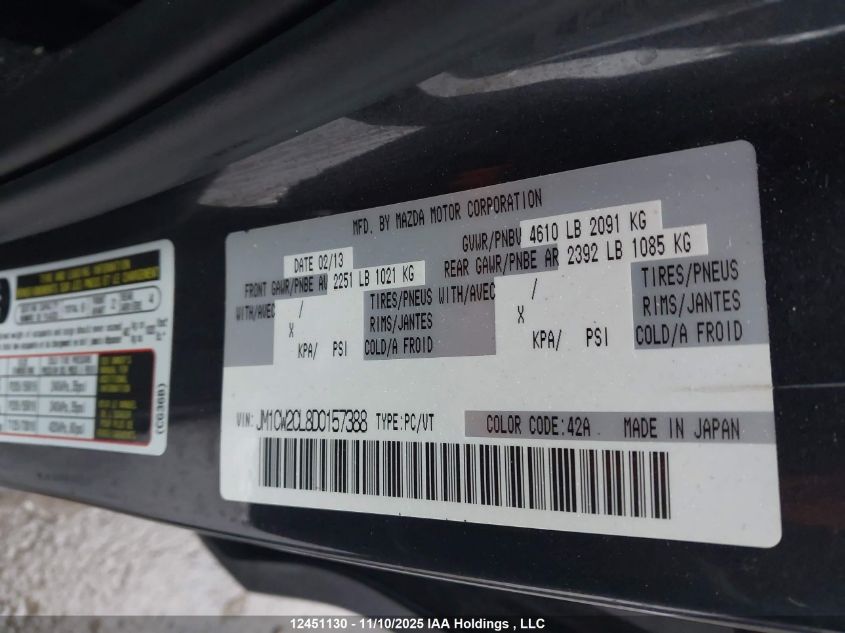 MFD. BY MAZDA MOTOR CORPORATION
DATE 02/13
GVWR/PNBV 4610 LB 2091 KG
FRONT GAWR/PNBE AV 2251 LB 1021 KG
REAR GAWR/PNBE AR 2392 LB 1085 KG
WITH/AVEC / TIRES/PNEUS
X RIMS/JANTES
KPA/ PSI COLD/A FROID
WITH/AVEC / TIRES/PNEUS
X RIMS/JANTES
KPA/ PSI COLD/A FROID
VIN: JM1CW2CL8D0157388 TYPE:PC/VT
COLOR CODE:42A MADE IN JAPAN
(CG36B)
12451130 - 11/10/2025 IAA Holdings , LLC